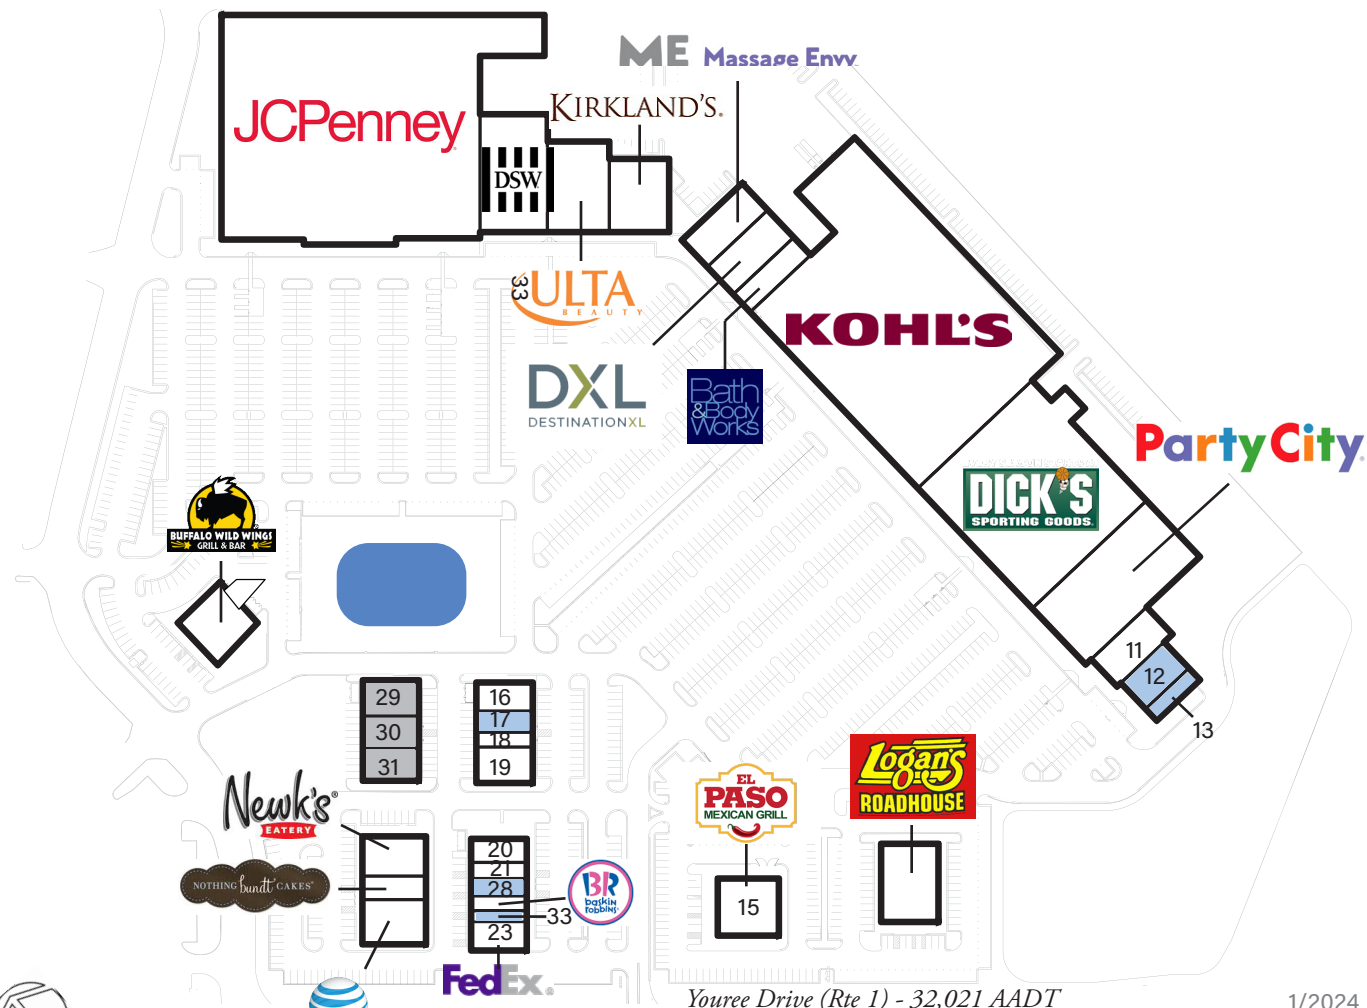 ME Massage Envy
JCPenney
KIRKLAND'S.
DSW
33
ULTA
BEAUTY
KOHL'S
DXL
DESTINATIONXL
Bath
&Body
Works
Party City
DICK'S
SPORTING GOODS
BUFFALO WILD WINGS
GRILL & BAR
11
12
13
29
30
31
16
17
18
19
Logan's
ROADHOUSE
EL
PASO
MEXICAN GRILL
Newk's®
EATERY
NOTHING bundt CAKES®
20
21
28
33
23
BR
baskin
robbins
15
FedEx®
Youree Drive (Rte 1) - 32,021 AADT
1/2024